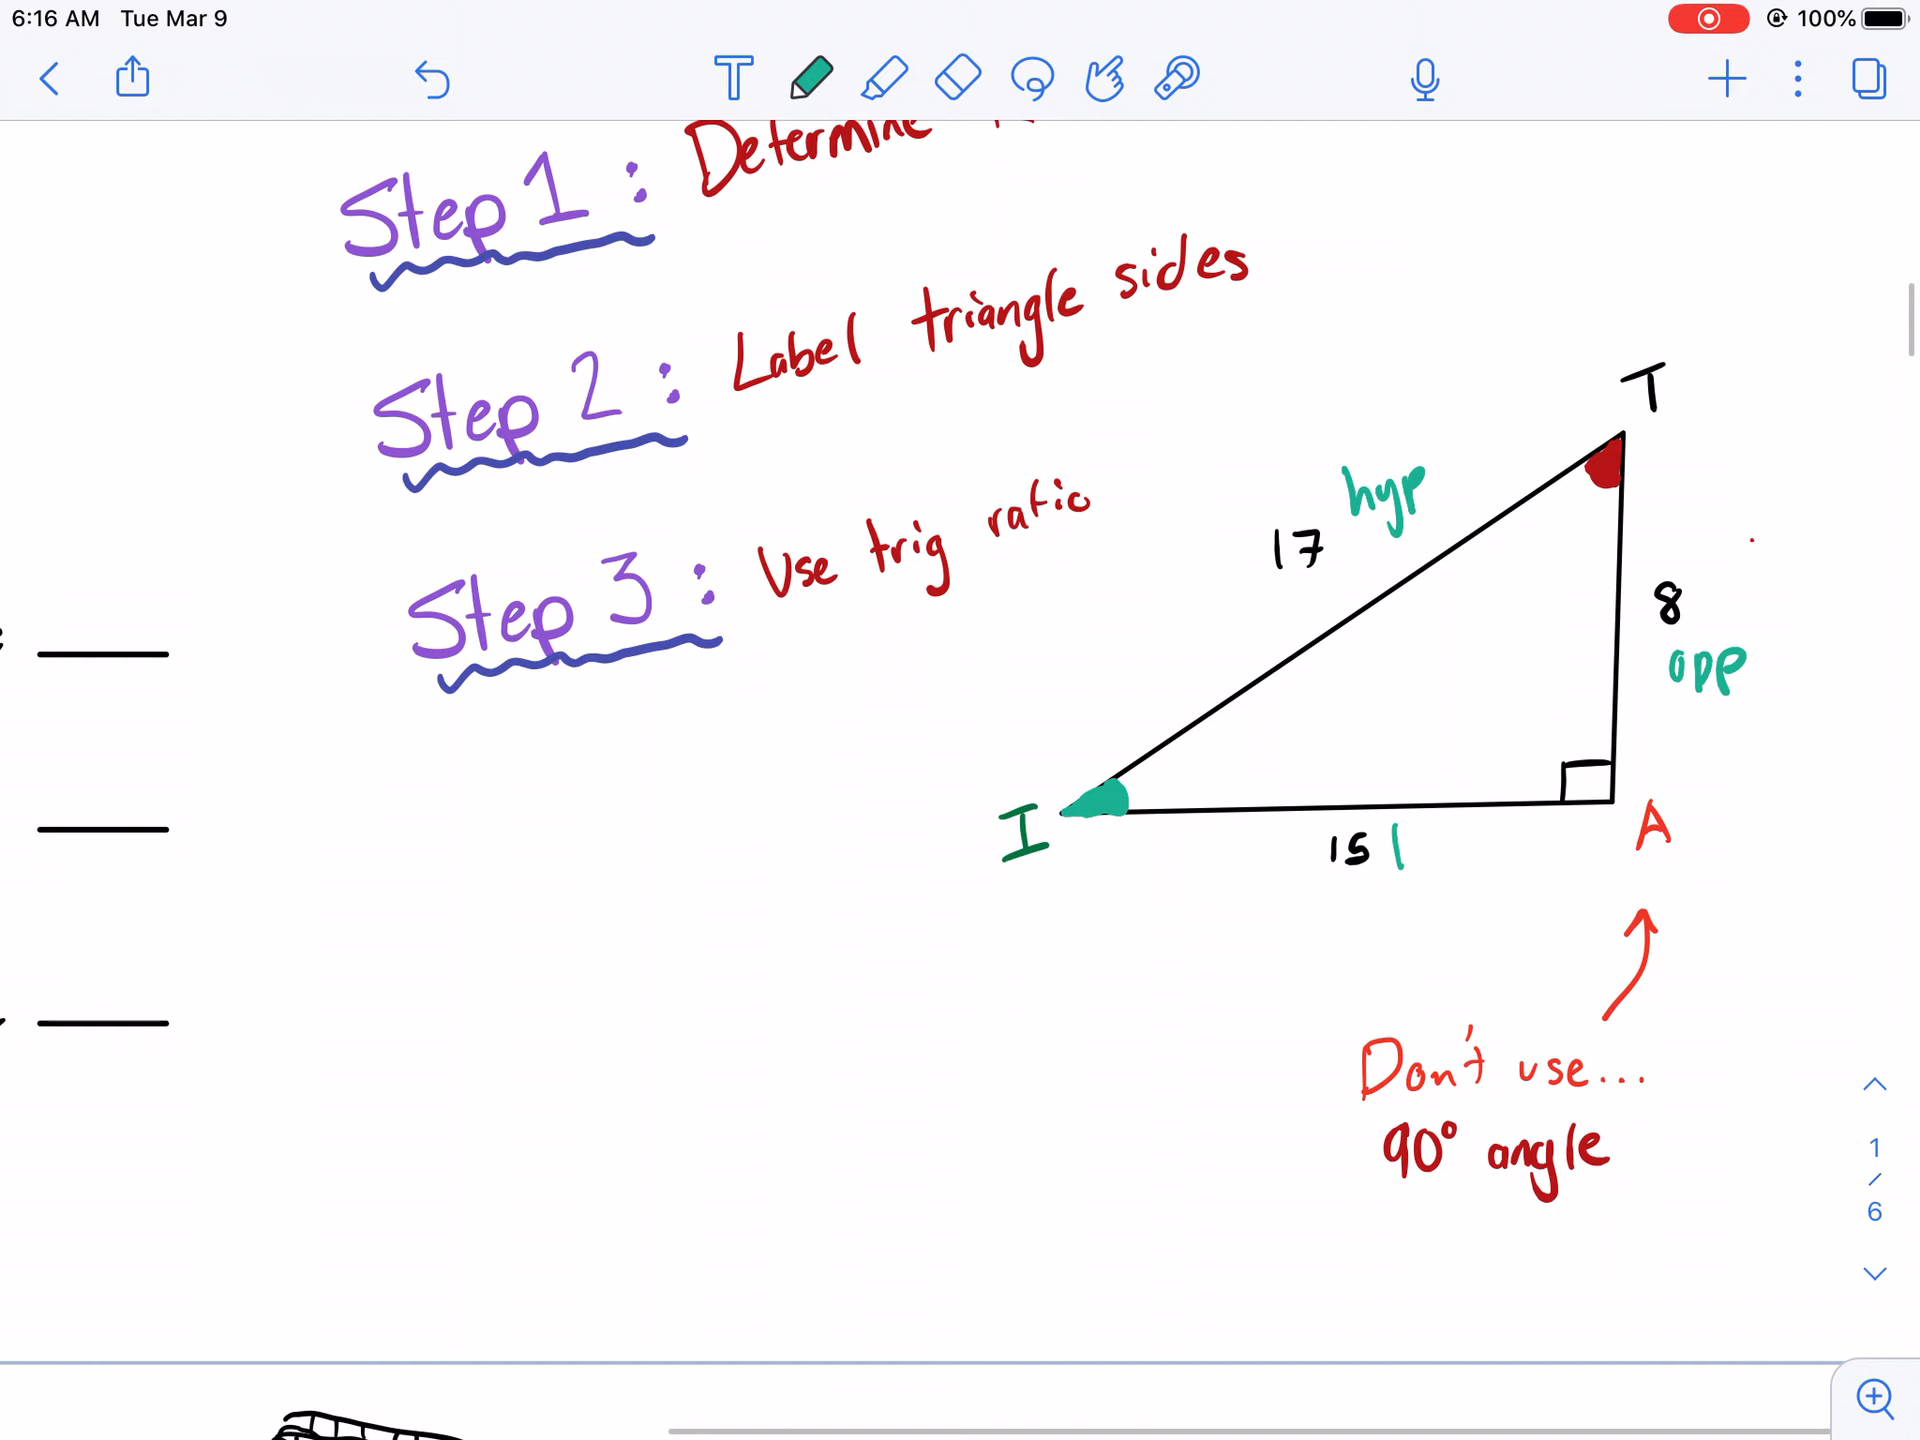 6:16 AM Tue Mar 9
100%
Step 1: Determine
Step 2: Label triangle sides
Step 3: Use trig ratio
T
hyp
17
8
opp
I
15
A
Don't use...
90° angle
1
/
6